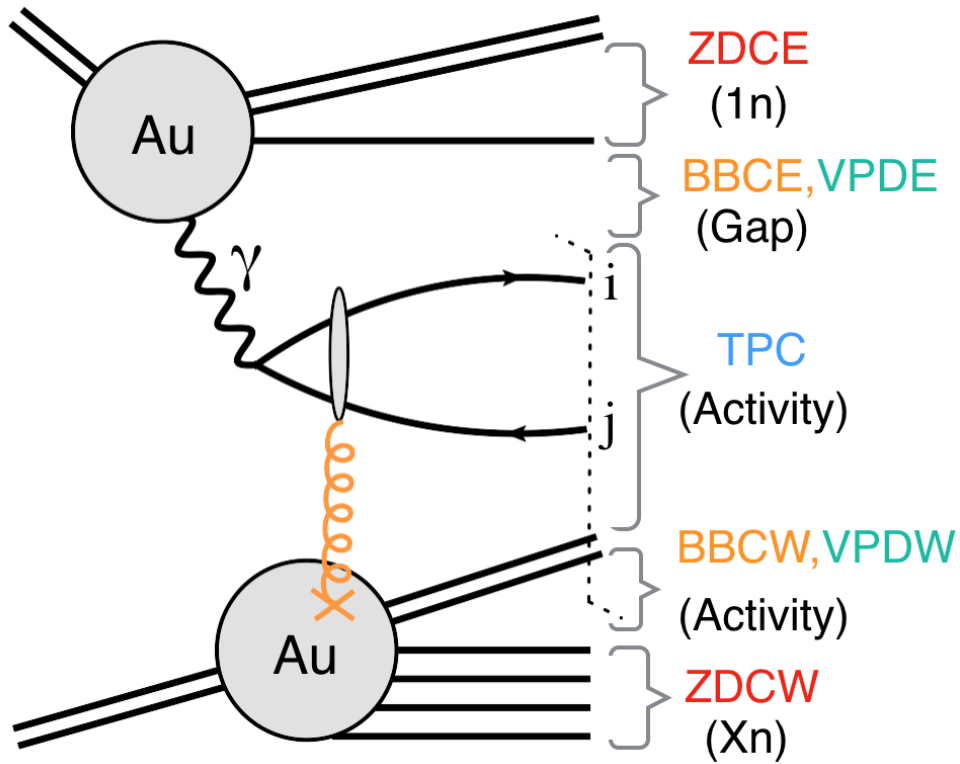 ZDCE
(1n)
Au
BBCE,VPDE
(Gap)
γ
i
TPC
(Activity)
j
BBCW,VPDW
(Activity)
Au
ZDCW
(Xn)